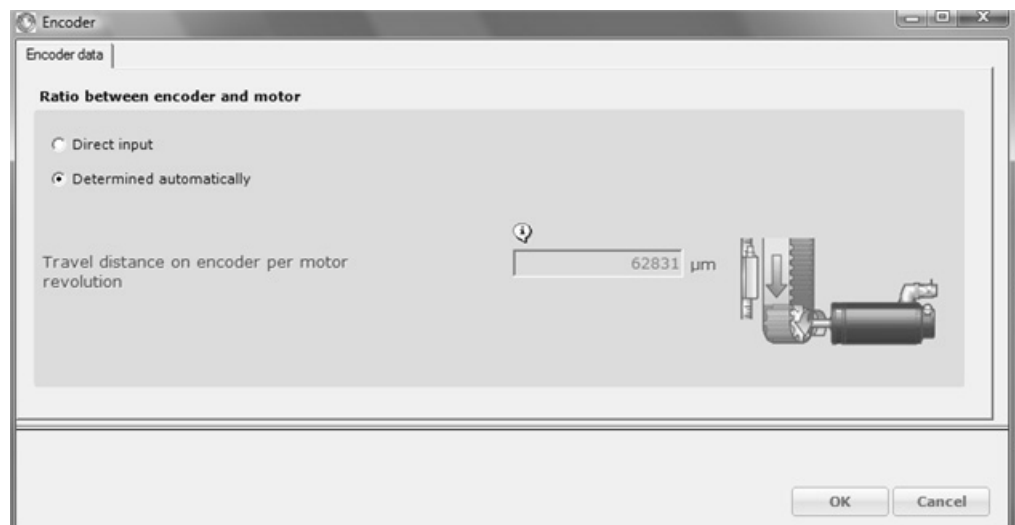 Encoder
Encoder data
Ratio between encoder and motor
Direct input
Determined automatically
Travel distance on encoder per motor
revolution
62831 µm
OK Cancel